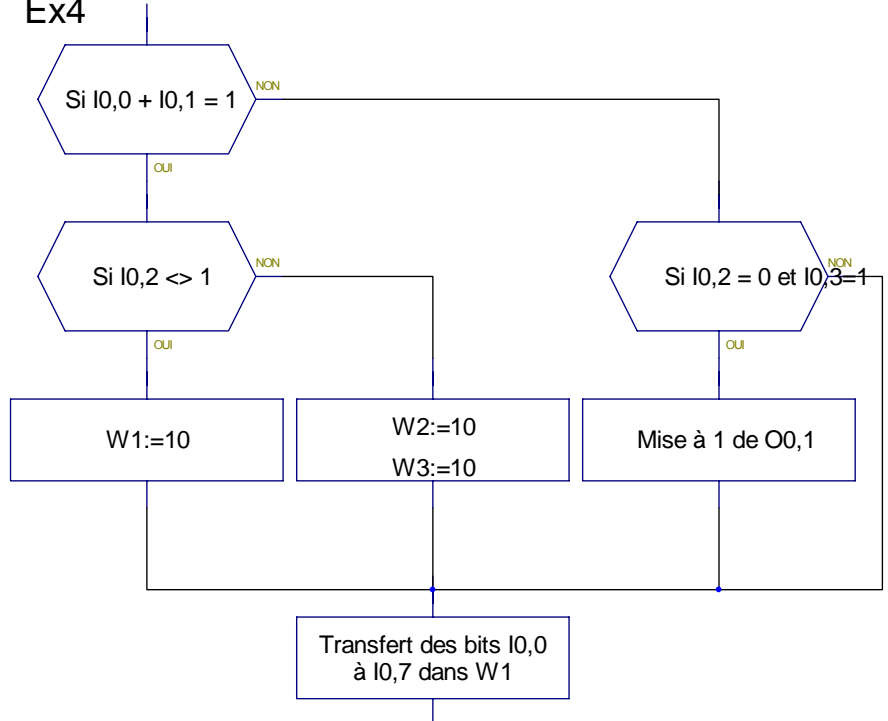 Ex4
Si I0,0 + I0,1 = 1
NON
OUI
Si I0,2 <> 1
NON
OUI
Si I0,2 = 0 et I0,3=1
NON
OUI
W1:=10
W2:=10
W3:=10
Mise à 1 de O0,1
Transfert des bits I0,0
à I0,7 dans W1